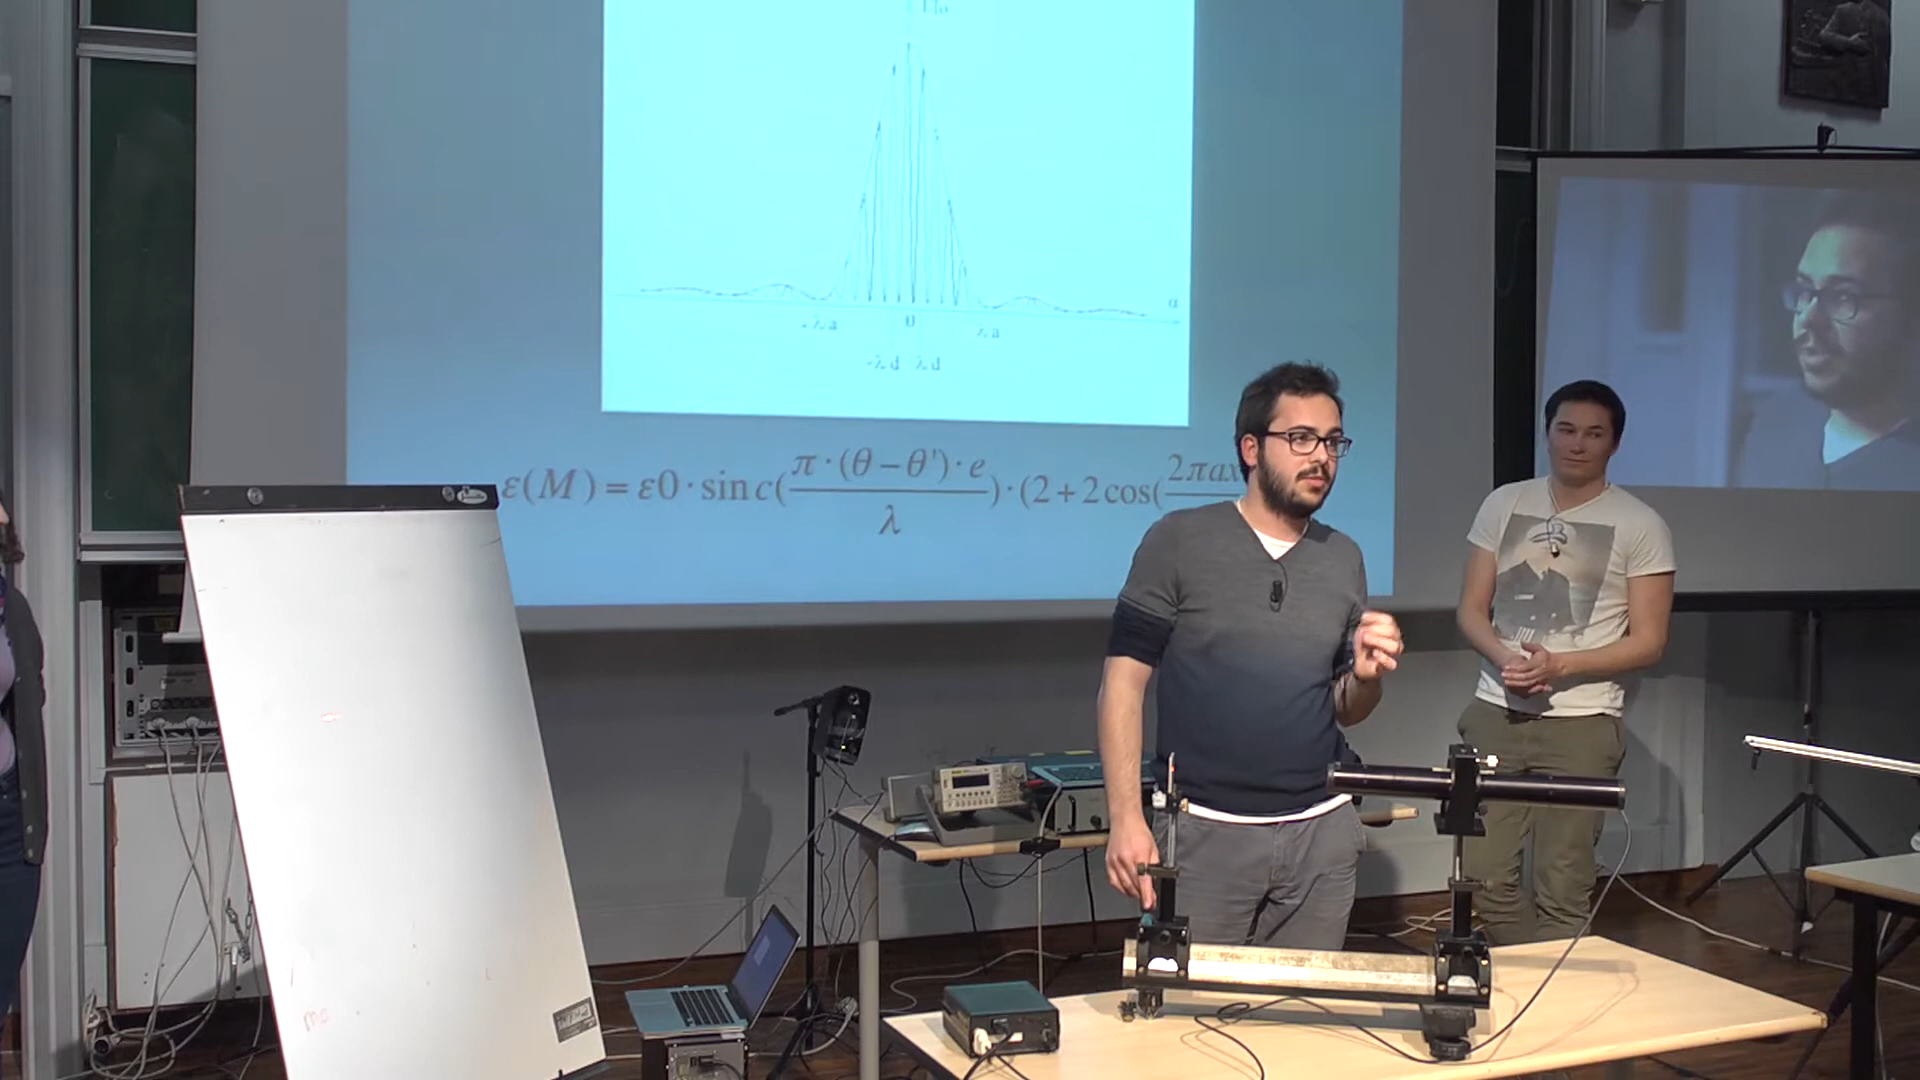 α
-λ/a 0 λ/a
-λ/d λ/d
ε(M) = ε0 · sinc(π · (θ − θ') · e / λ) · (2 + 2cos(2πax